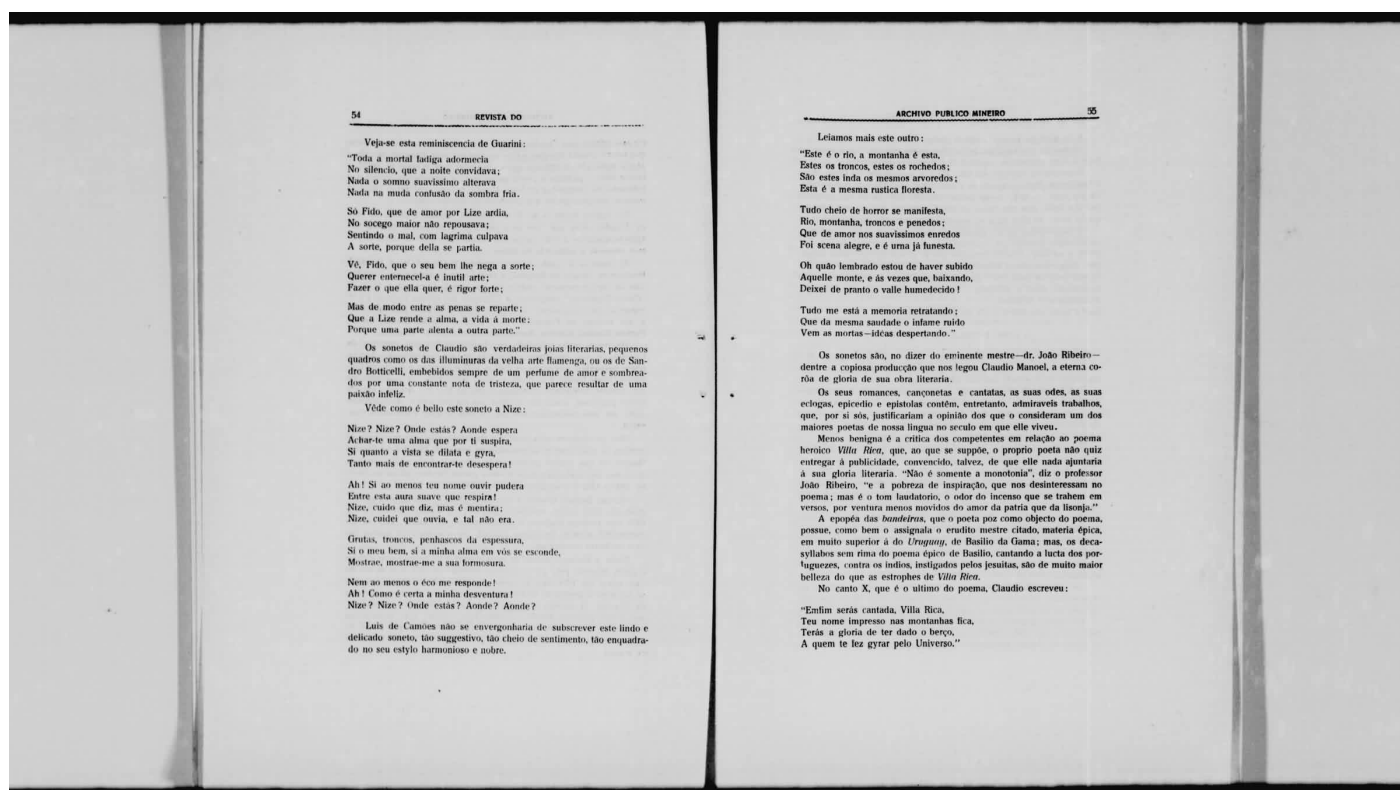 54
REVISTA DO
Veja-se esta reminiscencia de Guarini:
"Toda a mortal fadiga adormecia
No silencio, que a noite convidava;
Nada o somno suavissimo alterava
Nada na muda confusão da sombra fria.
Só Fido, que de amor por Lize ardia,
No socego maior não repousava;
Sentindo o mal, com lagrima culpava
A sorte, porque della se partia.
Vê, Fido, que o seu bem lhe nega a sorte;
Querer enternecel-a é inutil arte;
Fazer o que ella quer, é rigor forte;
Mas de modo entre as penas se reparte;
Que a Lize rende a alma, a vida á morte;
Porque uma parte alenta a outra parte."
Os sonetos de Claudio são verdadeiras joias literarias, pequenos
quadros como os das illuminuras da velha arte flamenga, ou os de San-
dro Botticelli, embebidos sempre de um perfume de amor e sombrea-
dos por uma constante nota de tristeza, que parece resultar de uma
paixão infeliz.
Vêde como é bello este soneto a Nize:
Nize? Nize? Onde estás? Aonde espera
Achar-te uma alma que por ti suspira,
Si quanto a vista se dilata e gyra,
Tanto mais de encontrar-te desespera!
Ah! Si ao menos teu nome ouvir pudera
Entre esta aura suave que respira!
Nize, cuido que diz, mas é mentira;
Nize, cuidei que ouvia, e tal não era.
Grutas, troncos, penhascos da espessura,
Si o meu bem, si a minha alma em vós se esconde,
Mostrae, mostrae-me a sua formosura.
Nem ao menos o éco me responde!
Ah! Como é certa a minha desventura!
Nize? Nize? Onde estás? Aonde? Aonde?
Luis de Camões não se envergonharia de subscrever este lindo e
delicado soneto, tão suggestivo, tão cheio de sentimento, tão enquadra-
do no seu estylo harmonioso e nobre.
ARCHIVO PUBLICO MINEIRO
55
Leiamos mais este outro:
"Este é o rio, a montanha é esta,
Estes os troncos, estes os rochedos;
São estes inda os mesmos arvoredos;
Esta é a mesma rustica floresta.
Tudo cheio de horror se manifesta,
Rio, montanha, troncos e penedos;
Que de amor nos suavissimos enredos
Foi scena alegre, e é urna já funesta.
Oh quão lembrado estou de haver subido
Aquelle monte, e ás vezes que, baixando,
Deixei de pranto o valle humedecido!
Tudo me está a memoria retratando;
Que da mesma saudade o infame ruido
Vem as mortas—idéas despertando."
Os sonetos são, no dizer do eminente mestre—dr. João Ribeiro—
dentre a copiosa producção que nos legou Claudio Manoel, a eterna co-
rôa de gloria de sua obra literaria.
Os seus romances, cançonetas e cantatas, as suas odes, as suas
eclogas, epicedio e epistolas contêm, entretanto, admiraveis trabalhos,
que, por si sós, justificariam a opinião dos que o consideram um dos
maiores poetas de nossa lingua no seculo em que elle viveu.
Menos benigna é a critica dos competentes em relação ao poema
heroico Villa Rica, que, ao que se suppõe, o proprio poeta não quiz
entregar á publicidade, convencido, talvez, de que elle nada ajuntaria
á sua gloria literaria. "Não é somente a monotonia", diz o professor
João Ribeiro, "e a pobreza de inspiração, que nos desinteressam no
poema; mas é o tom laudatorio, o odor do incenso que se trahem em
versos, por ventura menos movidos do amor da patria que da lisonja."
A epopéa das bandeiras, que o poeta poz como objecto do poema,
possue, como bem o assignala o erudito mestre citado, materia épica,
em muito superior á do Uruguay, de Basilio da Gama; mas, os deca-
syllabos sem rima do poema épico de Basilio, cantando a lucta dos por-
tuguezes, contra os indios, instigados pelos jesuitas, são de muito maior
belleza do que as estrophes de Villa Rica.
No canto X, que é o ultimo do poema, Claudio escreveu:
"Emfim serás cantada, Villa Rica,
Teu nome impresso nas montanhas fica,
Terás a gloria de ter dado o berço,
A quem te fez gyrar pelo Universo."